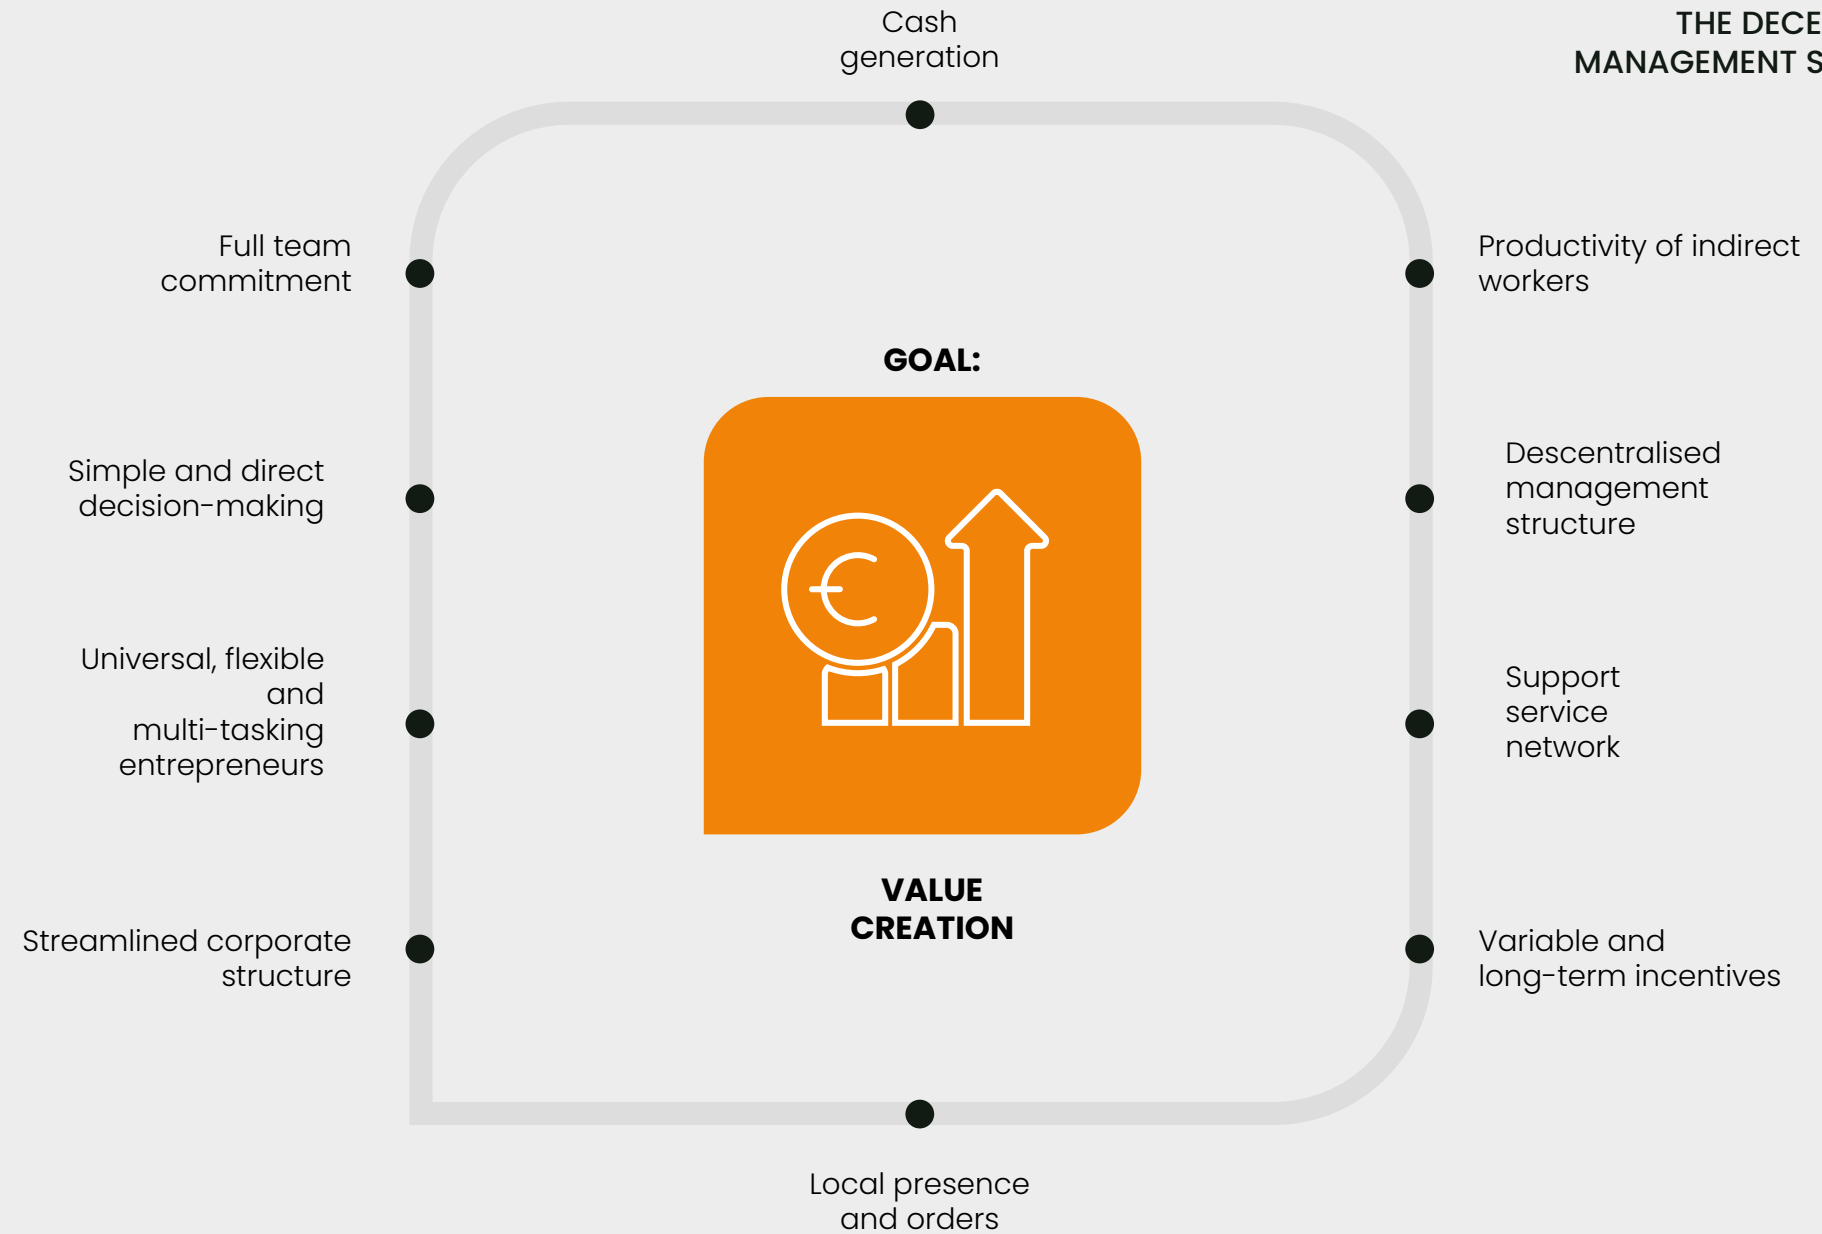 Cash
generation
THE DECE
MANAGEMENT S
Full team
commitment
Productivity of indirect
workers
GOAL:
Simple and direct
decision-making
Descentralised
management
structure
Universal, flexible
and
multi-tasking
entrepreneurs
Support
service
network
€
VALUE
CREATION
Streamlined corporate
structure
Variable and
long-term incentives
Local presence
and orders